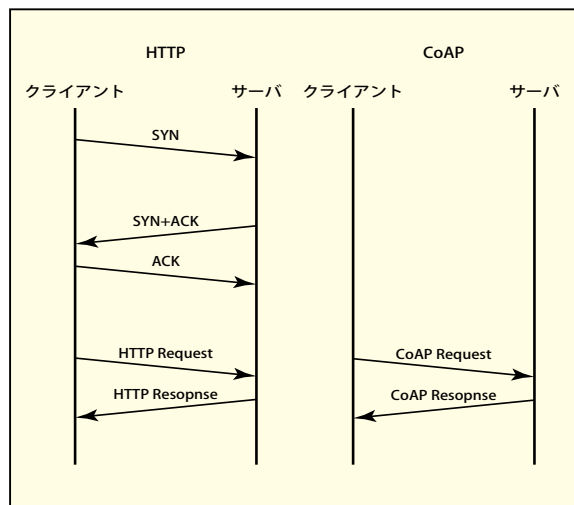 HTTP
CoAP
クライアント
サーバ
クライアント
サーバ
SYN
SYN+ACK
ACK
HTTP Request
CoAP Request
HTTP Resopnse
CoAP Resopnse